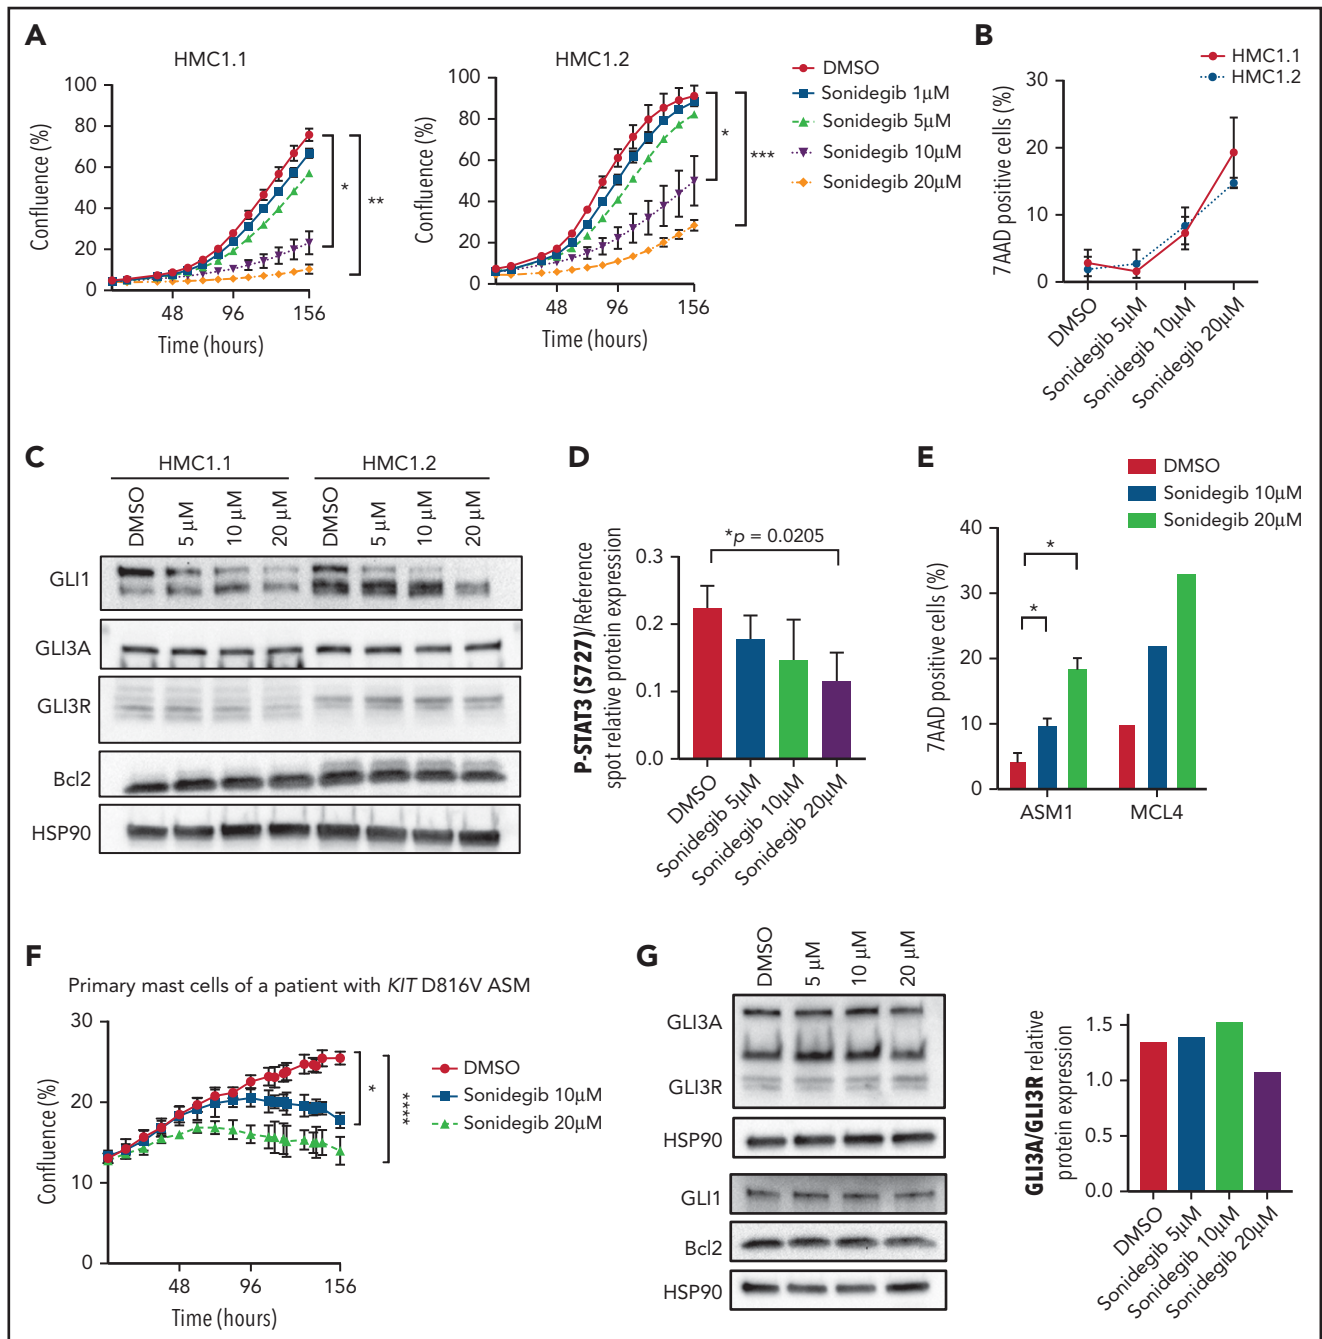 A
HMC1.1
Confluence (%)
100
80
60
40
20
0
48
96
156
Time (hours)
*
**
HMC1.2
Confluence (%)
100
80
60
40
20
0
48
96
156
Time (hours)
*
***
DMSO
Sonidegib 1µM
Sonidegib 5µM
Sonidegib 10µM
Sonidegib 20µM
B
HMC1.1
HMC1.2
7AAD positive cells (%)
30
20
10
0
DMSO
Sonidegib 5µM
Sonidegib 10µM
Sonidegib 20µM
C
HMC1.1
HMC1.2
DMSO
5 µM
10 µM
20 µM
DMSO
5 µM
10 µM
20 µM
GLI1
GLI3A
GLI3R
Bcl2
HSP90
D
*p = 0.0205
P-STAT3 (S727)/Reference
spot relative protein expression
0.3
0.2
0.1
0.0
DMSO
Sonidegib 5µM
Sonidegib 10µM
Sonidegib 20µM
E
DMSO
Sonidegib 10µM
Sonidegib 20µM
7AAD positive cells (%)
40
30
20
10
0
*
*
ASM1
MCL4
F
Primary mast cells of a patient with KIT D816V ASM
Confluence (%)
30
20
10
0
48
96
156
Time (hours)
DMSO
Sonidegib 10µM
Sonidegib 20µM
*
****
G
DMSO
5 µM
10 µM
20 µM
GLI3A
GLI3R
HSP90
GLI1
Bcl2
HSP90
GLI3A/GLI3R relative
protein expression
1.5
1.0
0.5
0.0
DMSO
Sonidegib 5µM
Sonidegib 10µM
Sonidegib 20µM